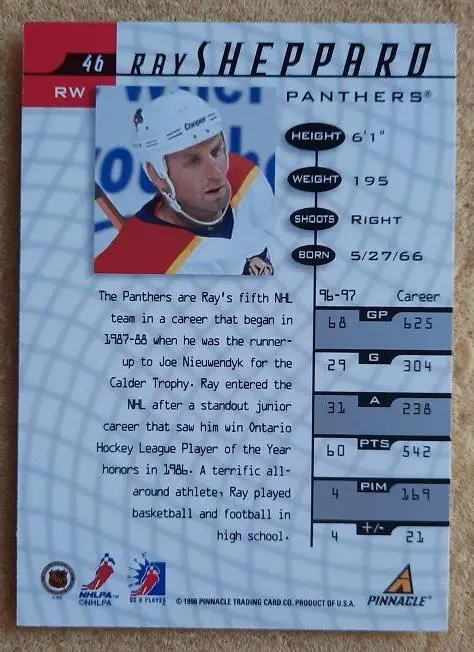 46 RAY SHEPPARD
RW PANTHERS®
Cooper
HEIGHT 6'1"
WEIGHT 195
SHOOTS RIGHT
BORN 5/27/66
The Panthers are Ray's fifth NHL
team in a career that began in
1987-88 when he was the runner-
up to Joe Nieuwendyk for the
Calder Trophy. Ray entered the
NHL after a standout junior
career that saw him win Ontario
Hockey League Player of the Year
honors in 1986. A terrific all-
around athlete, Ray played
basketball and football in
high school.
96-97 Career
GP
68 625
G
29 304
A
31 238
PTS
60 542
PIM
4 169
+/-
4 21
NHLPA™
©NHLPA
BE A PLAYER
© 1998 PINNACLE TRADING CARD CO. PRODUCT OF U.S.A.
PINNACLE